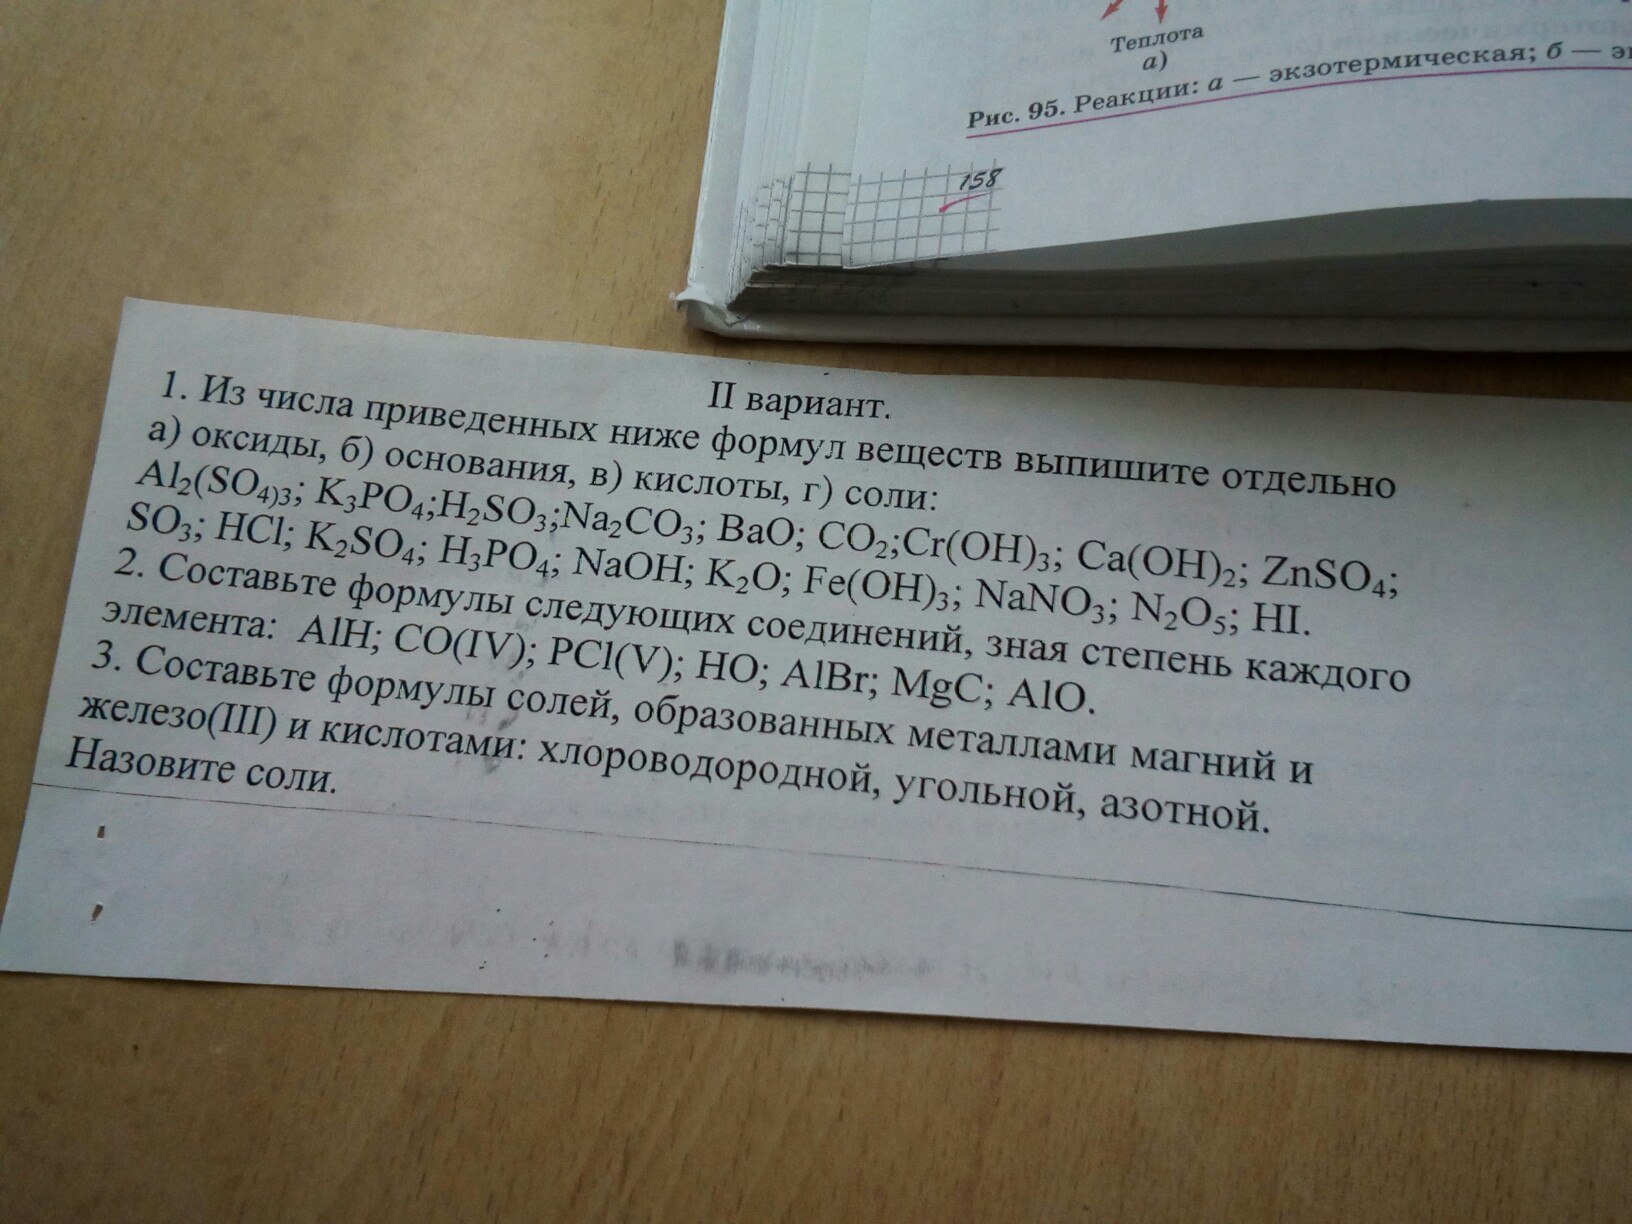 Теплота
а)
Рис. 95. Реакции: а — экзотермическая; б —
158
II вариант.
1. Из числа приведенных ниже формул веществ выпишите отдельно
а) оксиды, б) основания, в) кислоты, г) соли:
Al₂(SO₄₎₃; K₃PO₄;H₂SO₃;Na₂CO₃; BaO; CO₂;Cr(OH)₃; Ca(OH)₂; ZnSO₄;
SO₃; HCl; K₂SO₄; H₃PO₄; NaOH; K₂O; Fe(OH)₃; NaNO₃; N₂O₅; HI.
2. Составьте формулы следующих соединений, зная степень каждого
элемента: AlH; CO(IV); PCl(V); HO; AlBr; MgC; AlO.
3. Составьте формулы солей, образованных металлами магний и
железо(III) и кислотами: хлороводородной, угольной, азотной.
Назовите соли.